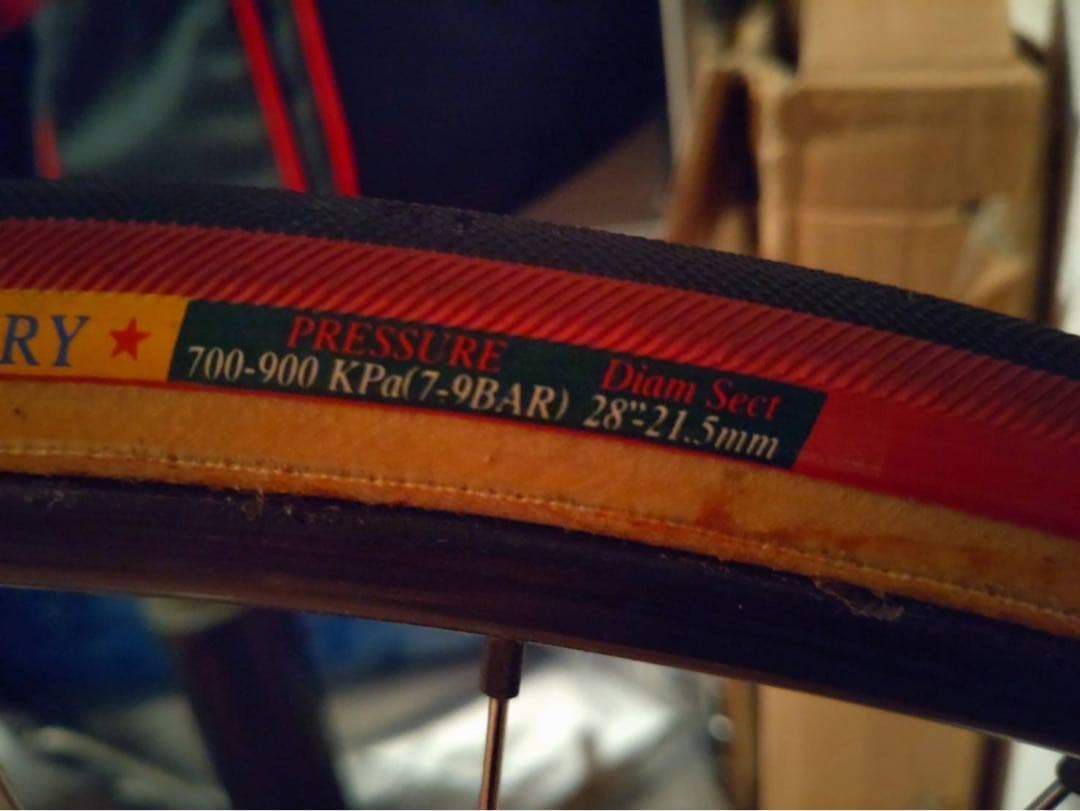 RY ★
PRESSURE
700-900 KPa(7-9BAR)
Diam Sect
28"-21.5mm